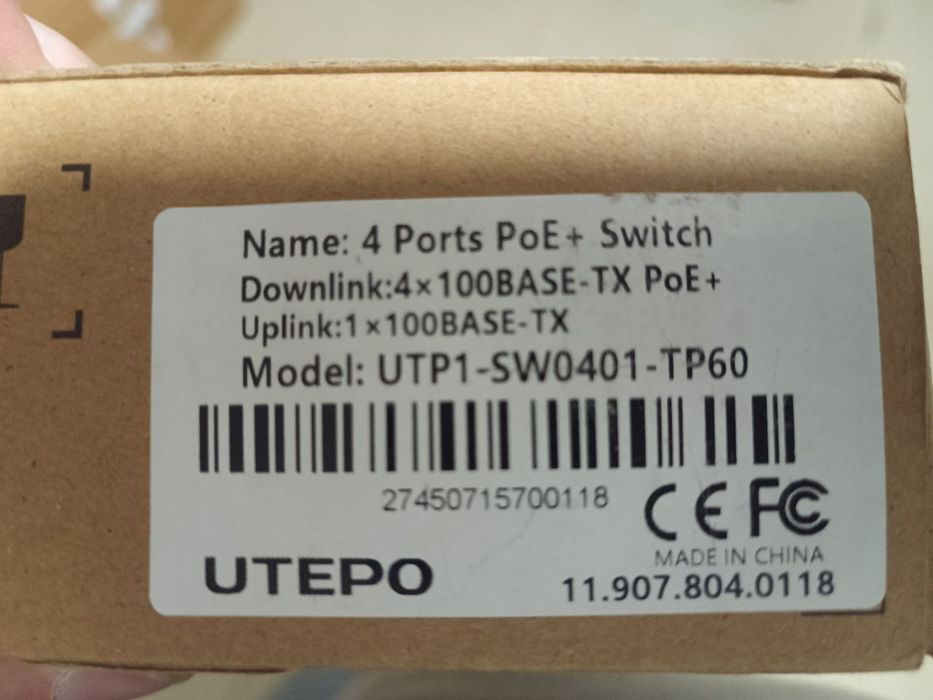 Name: 4 Ports PoE+ Switch
Downlink:4×100BASE-TX PoE+
Uplink:1×100BASE-TX
Model: UTP1-SW0401-TP60
27450715700118
CE FC
MADE IN CHINA
UTEPO
11.907.804.0118